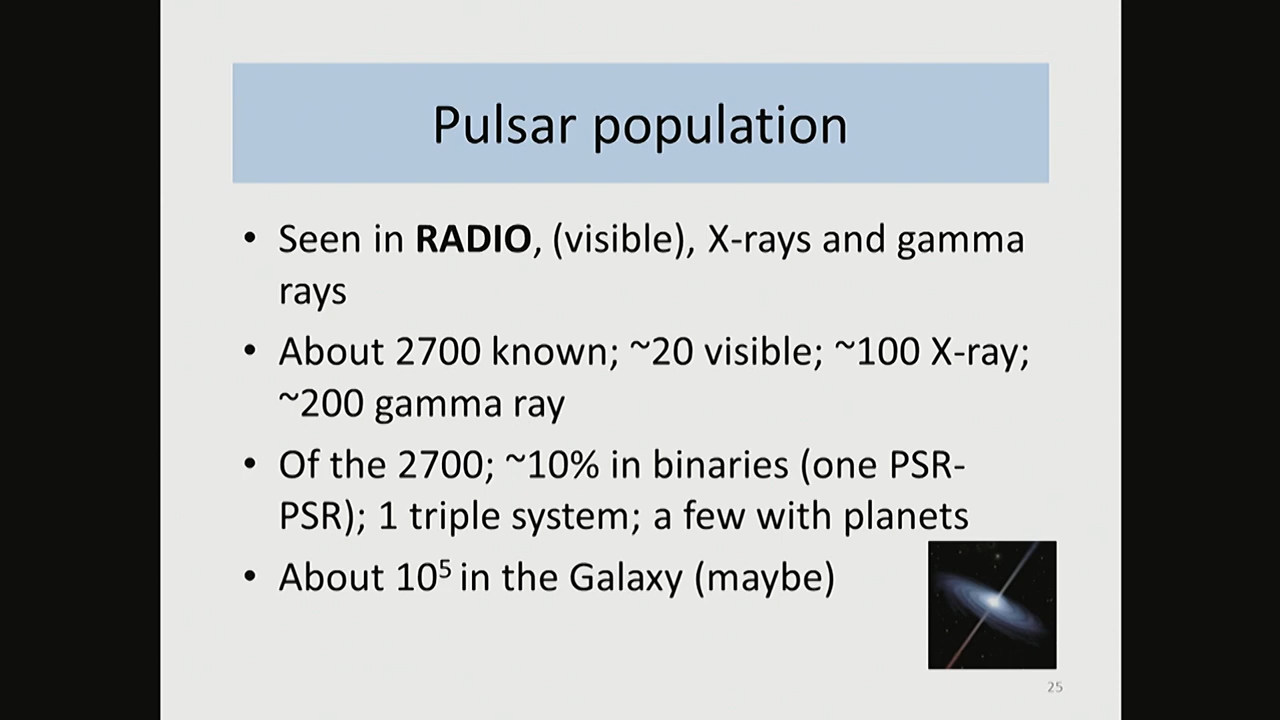 Pulsar population
• Seen in RADIO, (visible), X-rays and gamma
rays
• About 2700 known; ~20 visible; ~100 X-ray;
~200 gamma ray
• Of the 2700; ~10% in binaries (one PSR-
PSR); 1 triple system; a few with planets
• About 10⁵ in the Galaxy (maybe)
25